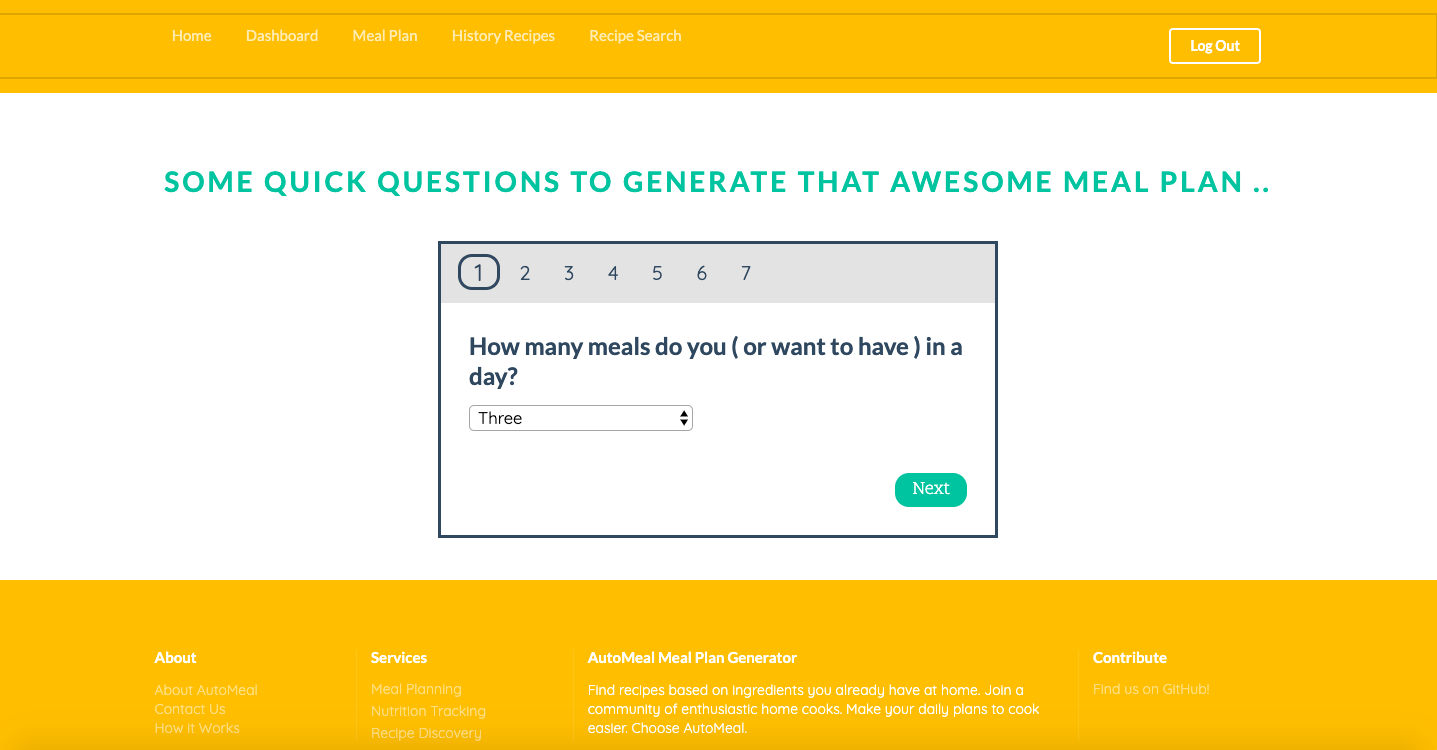 Home Dashboard Meal Plan History Recipes Recipe Search
Log Out
SOME QUICK QUESTIONS TO GENERATE THAT AWESOME MEAL PLAN ..
1 2 3 4 5 6 7
How many meals do you ( or want to have ) in a
day?
Three
Next
About
About AutoMeal
Contact Us
How it Works
Services
Meal Planning
Nutrition Tracking
Recipe Discovery
AutoMeal Meal Plan Generator
Find recipes based on ingredients you already have at home. Join a
community of enthusiastic home cooks. Make your daily plans to cook
easier. Choose AutoMeal.
Contribute
Find us on GitHub!